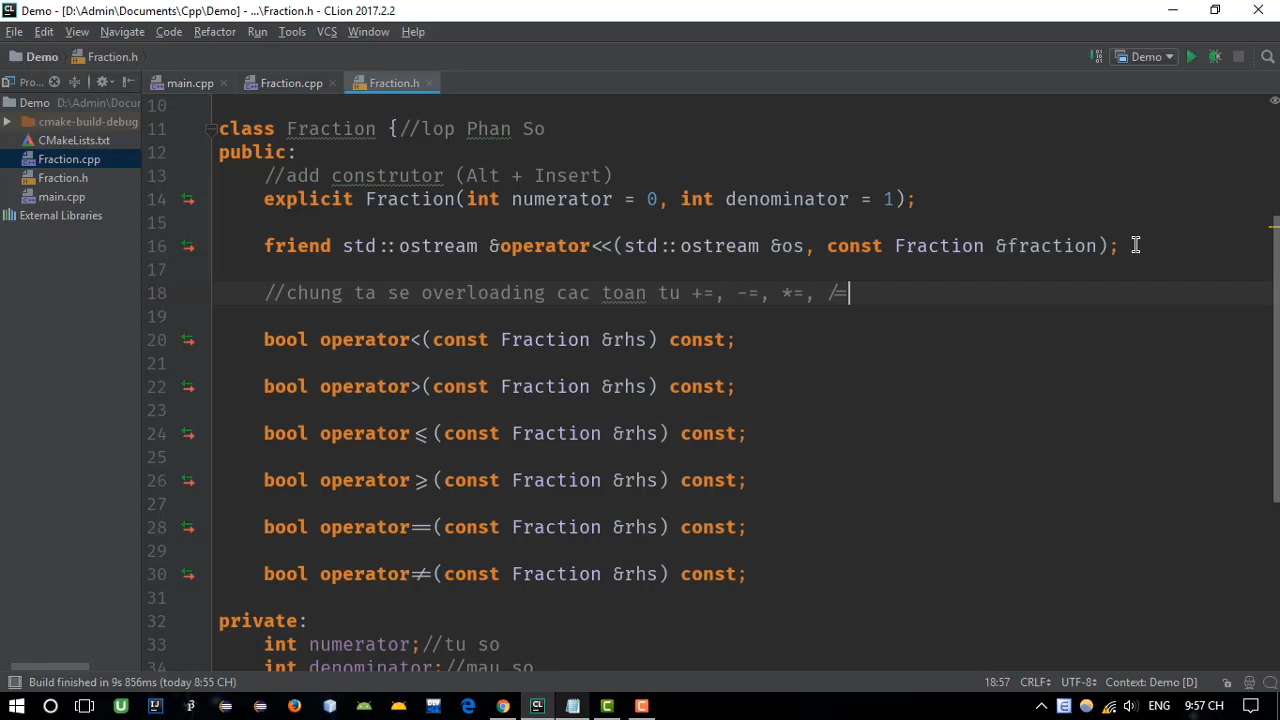 Demo - [D:\Admin\Documents\Cpp\Demo] - ...\Fraction.h - CLion 2017.2.2
File Edit View Navigate Code Refactor Run Tools VCS Window Help
Demo Fraction.h Demo
Pro... main.cpp Fraction.cpp Fraction.h
Demo D:\Admin\Docur
cmake-build-debug
CMakeLists.txt
Fraction.cpp
Fraction.h
main.cpp
External Libraries
10
11 class Fraction {//lop Phan So
12 public:
13 //add construtor (Alt + Insert)
14 explicit Fraction(int numerator = 0, int denominator = 1);
15
16 friend std::ostream &operator<<(std::ostream &os, const Fraction &fraction);
17
18 //chung ta se overloading cac toan tu +=, -=, *=, /=
19
20 bool operator<(const Fraction &rhs) const;
21
22 bool operator>(const Fraction &rhs) const;
23
24 bool operator⩽(const Fraction &rhs) const;
25
26 bool operator⩾(const Fraction &rhs) const;
27
28 bool operator==(const Fraction &rhs) const;
29
30 bool operator≠(const Fraction &rhs) const;
31
32 private:
33 int numerator;//tu so
34 int denominator;//mau so
Build finished in 9s 856ms (today 8:55 CH) 18:57 CRLF÷ UTF-8÷ Context: Demo [D]
ENG 9:57 CH